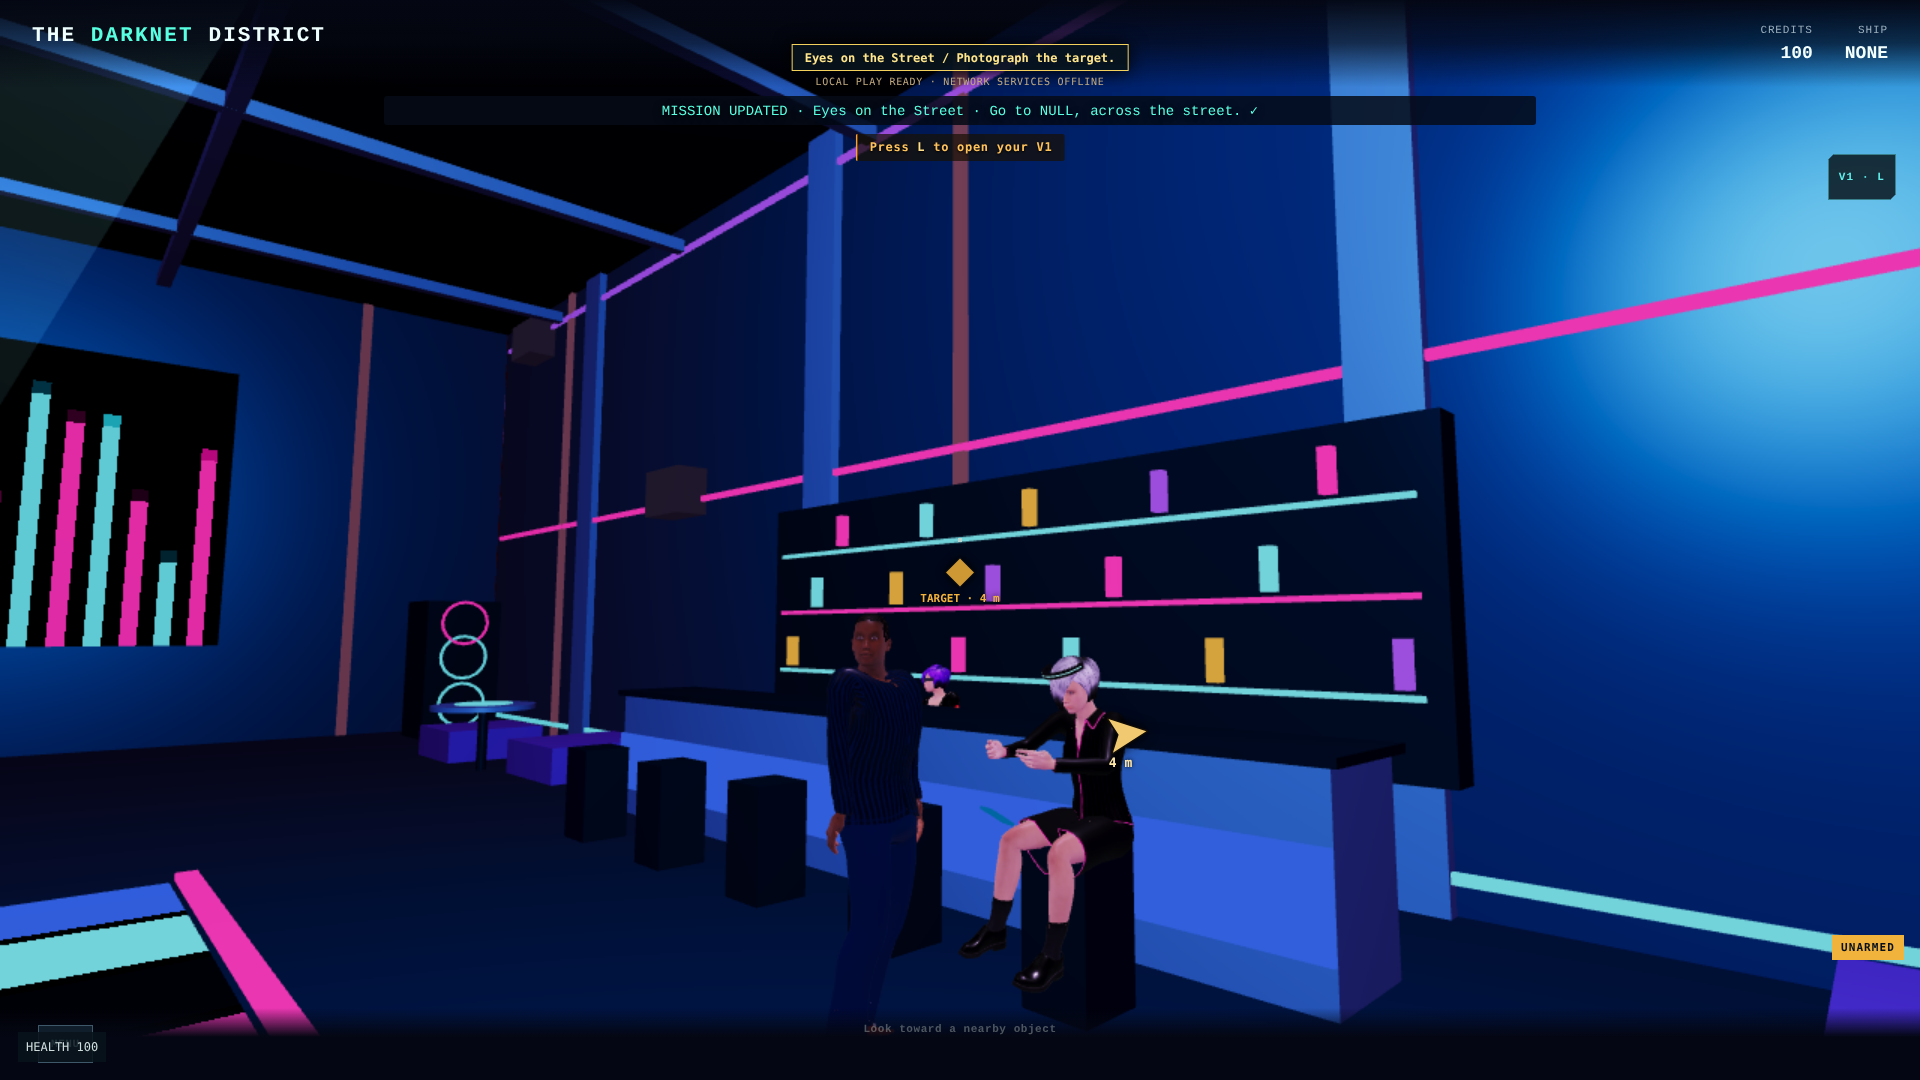 THE DARKNET DISTRICT
CREDITS
100
SHIP
NONE
Eyes on the Street / Photograph the target.
LOCAL PLAY READY · NETWORK SERVICES OFFLINE
MISSION UPDATED · Eyes on the Street · Go to NULL, across the street. ✓
Press L to open your V1
V1 · L
TARGET · 4 m
4 m
UNARMED
Look toward a nearby object
HEALTH 100